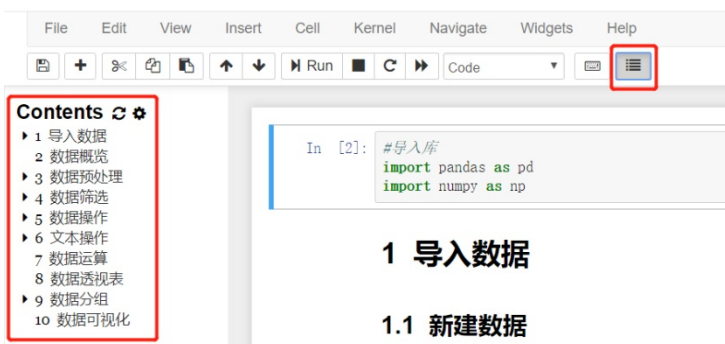 File Edit View Insert Cell Kernel Navigate Widgets Help
Run Code
Contents
1 导入数据
2 数据概览
3 数据预处理
4 数据筛选
5 数据操作
6 文本操作
7 数据运算
8 数据透视表
9 数据分组
10 数据可视化
In [2]: #导入库
import pandas as pd
import numpy as np
1 导入数据
1.1 新建数据